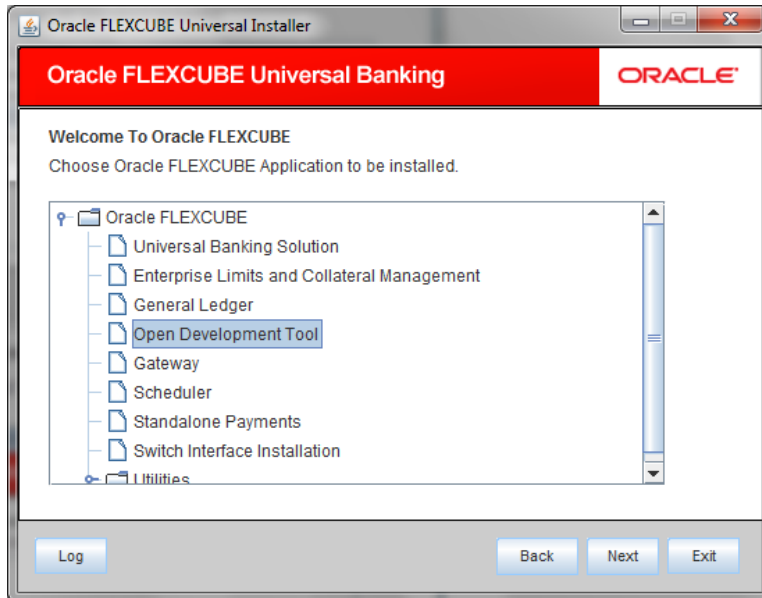 Oracle FLEXCUBE Universal Installer
Oracle FLEXCUBE Universal Banking
ORACLE
Welcome To Oracle FLEXCUBE
Choose Oracle FLEXCUBE Application to be installed.
Oracle FLEXCUBE
Universal Banking Solution
Enterprise Limits and Collateral Management
General Ledger
Open Development Tool
Gateway
Scheduler
Standalone Payments
Switch Interface Installation
Utilities
Log
Back
Next
Exit